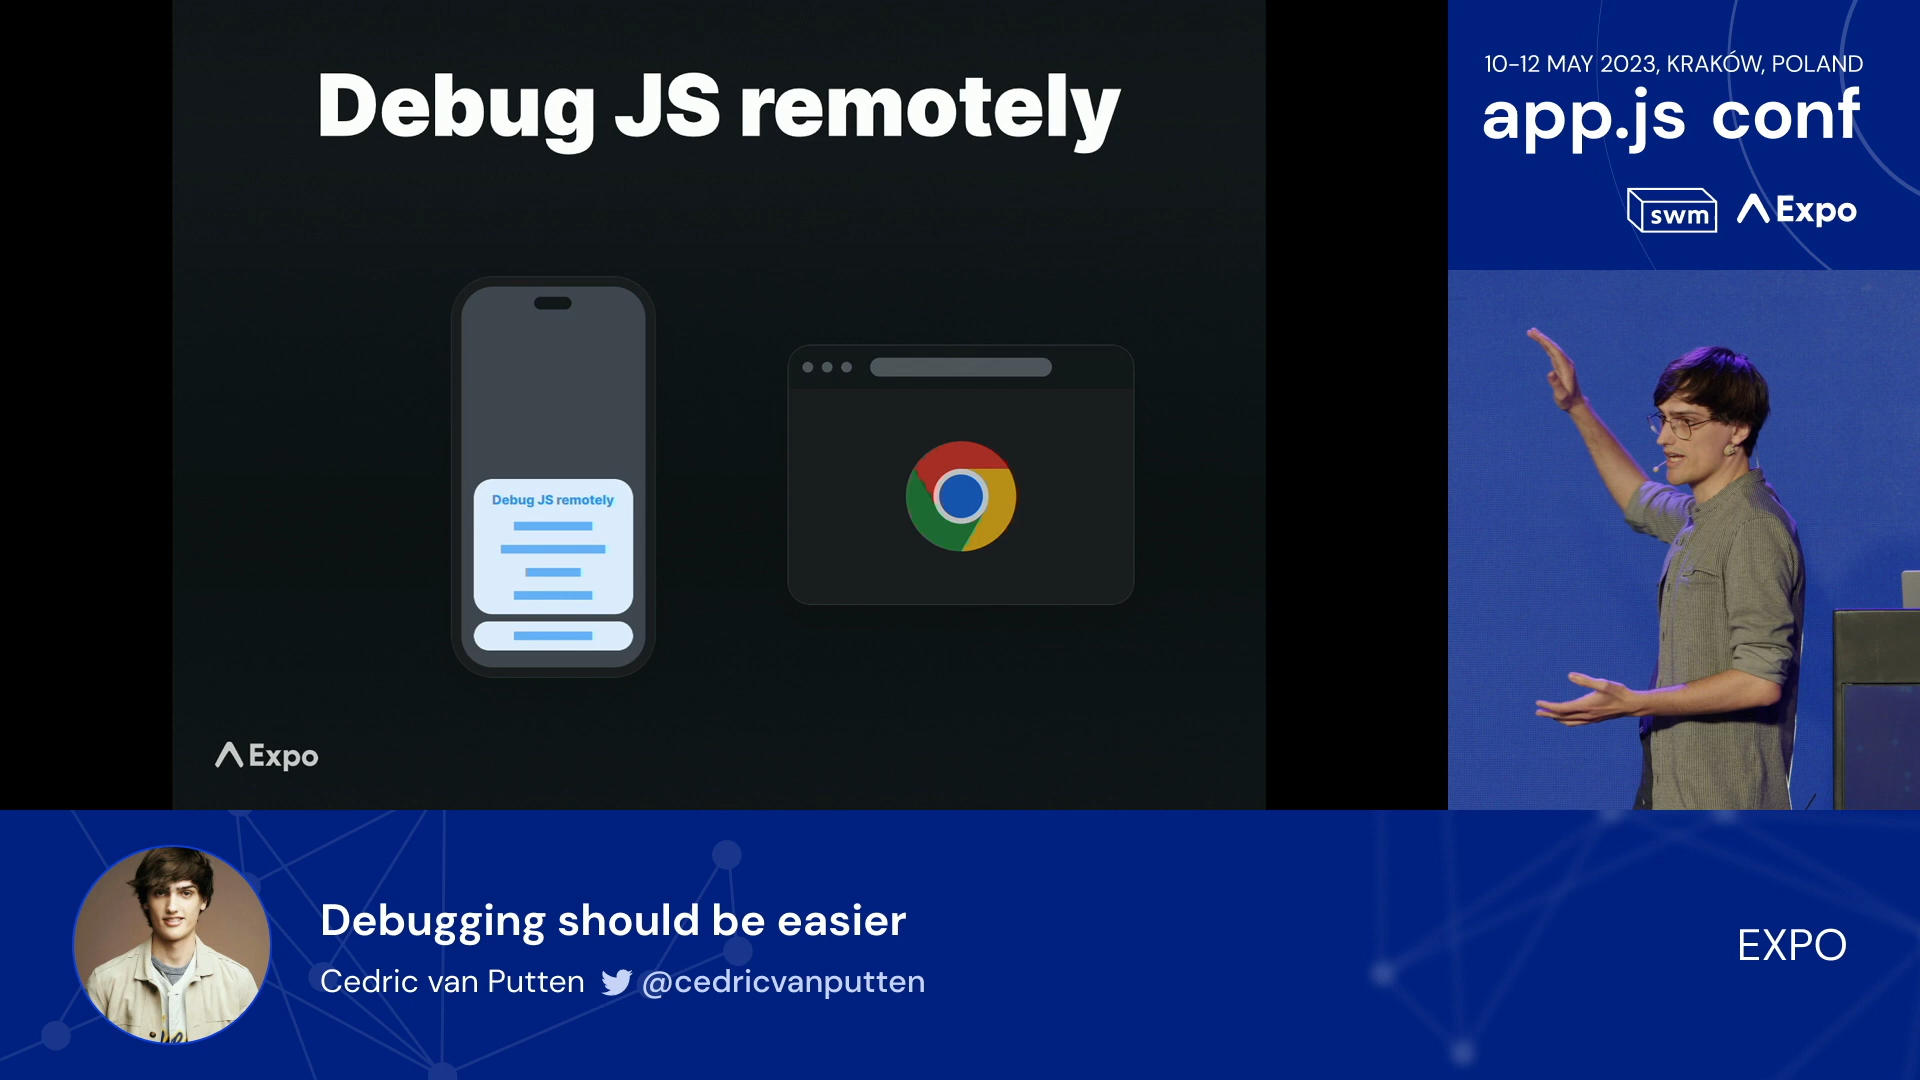 Debug JS remotely
Debug JS remotely
Expo
10-12 MAY 2023, KRAKÓW, POLAND
app.js conf
swm
Expo
Debugging should be easier
Cedric van Putten @cedricvanputten
EXPO